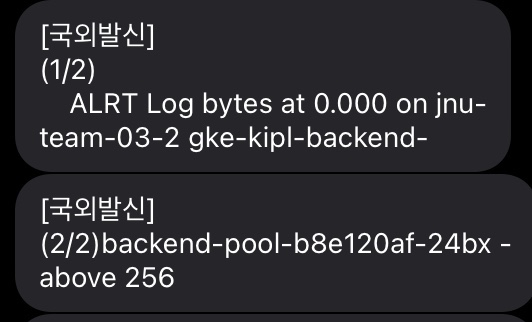 [국외발신]
(1/2)
ALRT Log bytes at 0.000 on jnu-
team-03-2 gke-kipl-backend-
[국외발신]
(2/2)backend-pool-b8e120af-24bx -
above 256